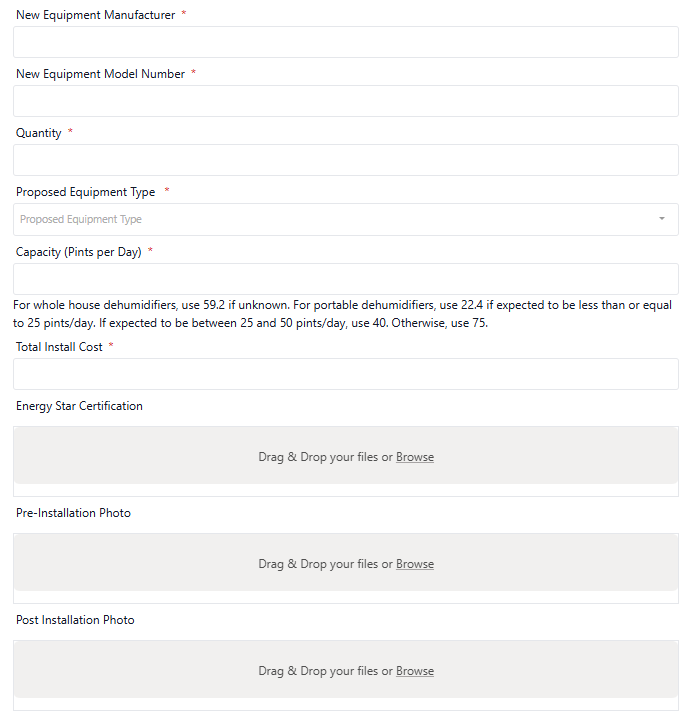 New Equipment Manufacturer *
New Equipment Model Number *
Quantity *
Proposed Equipment Type *
Proposed Equipment Type
Capacity (Pints per Day) *
For whole house dehumidifiers, use 59.2 if unknown. For portable dehumidifiers, use 22.4 if expected to be less than or equal
to 25 pints/day. If expected to be between 25 and 50 pints/day, use 40. Otherwise, use 75.
Total Install Cost *
Energy Star Certification
Drag & Drop your files or Browse
Pre-Installation Photo
Drag & Drop your files or Browse
Post Installation Photo
Drag & Drop your files or Browse